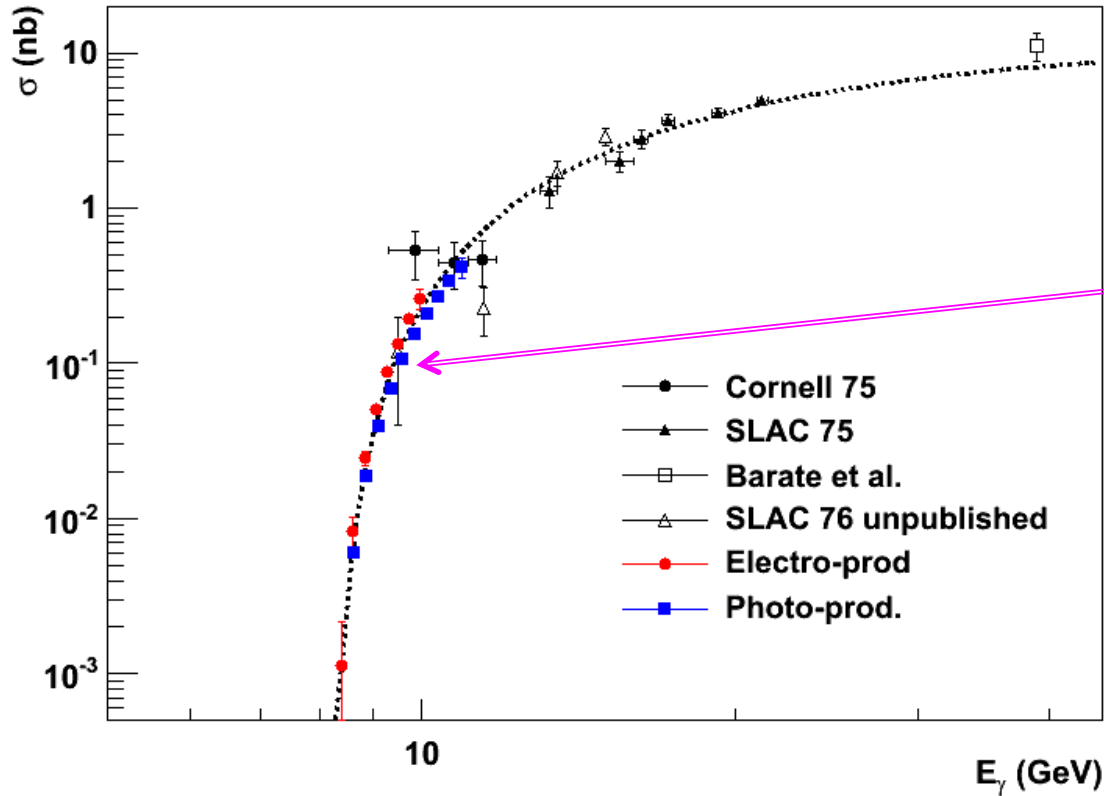 σ (nb)
10
1
10⁻¹
10⁻²
10⁻³
Cornell 75
SLAC 75
Barate et al.
SLAC 76 unpublished
Electro-prod
Photo-prod.
10
Eᵧ (GeV)